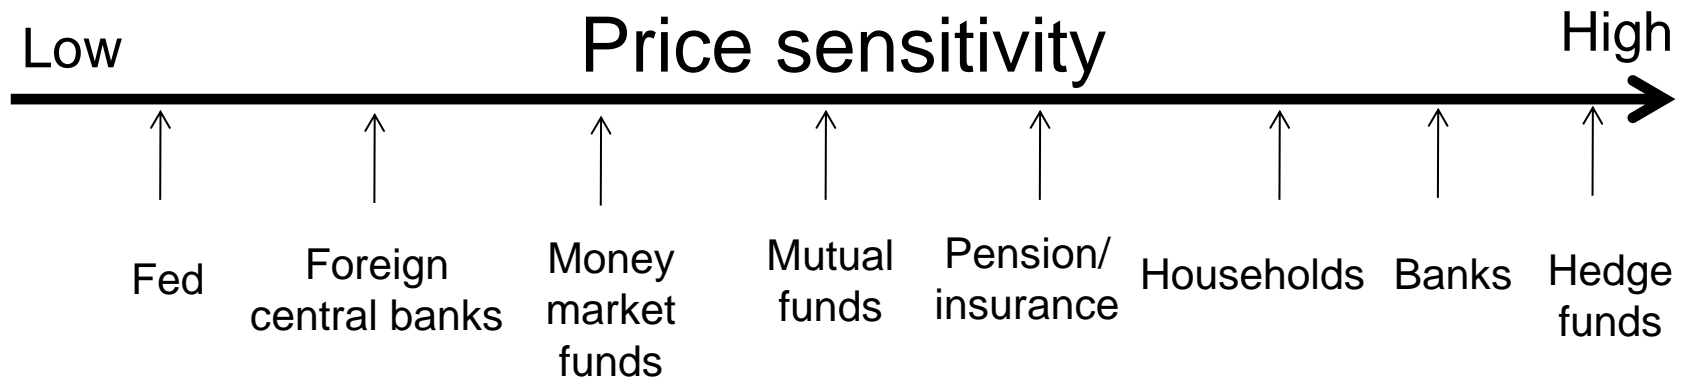 Low
Price sensitivity
High
Fed
Foreign
central banks
Money
market
funds
Mutual
funds
Pension/
insurance
Households
Banks
Hedge
funds